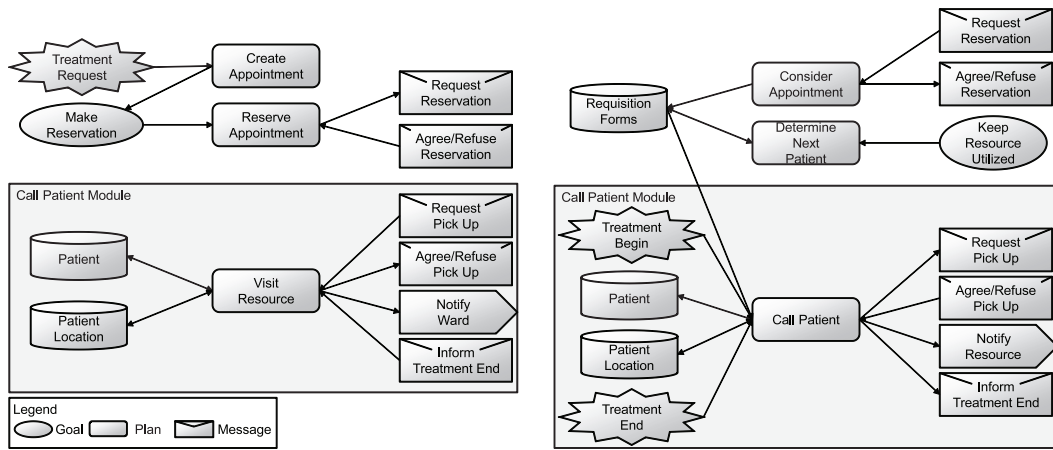 Treatment
Request
Create
Appointment
Make
Reservation
Reserve
Appointment
Request
Reservation
Agree/Refuse
Reservation
Call Patient Module
Patient
Patient
Location
Visit
Resource
Request
Pick Up
Agree/Refuse
Pick Up
Notify
Ward
Inform
Treatment End
Legend
Goal
Plan
Message
Requisition
Forms
Consider
Appointment
Determine
Next
Patient
Request
Reservation
Agree/Refuse
Reservation
Keep
Resource
Utilized
Call Patient Module
Treatment
Begin
Patient
Patient
Location
Treatment
End
Call Patient
Request
Pick Up
Agree/Refuse
Pick Up
Notify
Resource
Inform
Treatment End